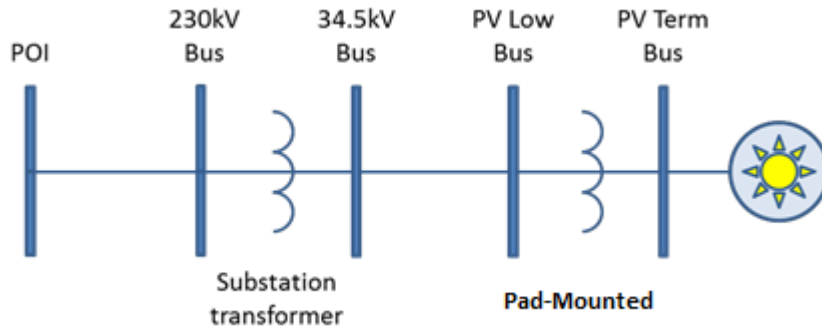 POI
230kV
Bus
34.5kV
Bus
PV Low
Bus
PV Term
Bus
Substation
transformer
Pad-Mounted